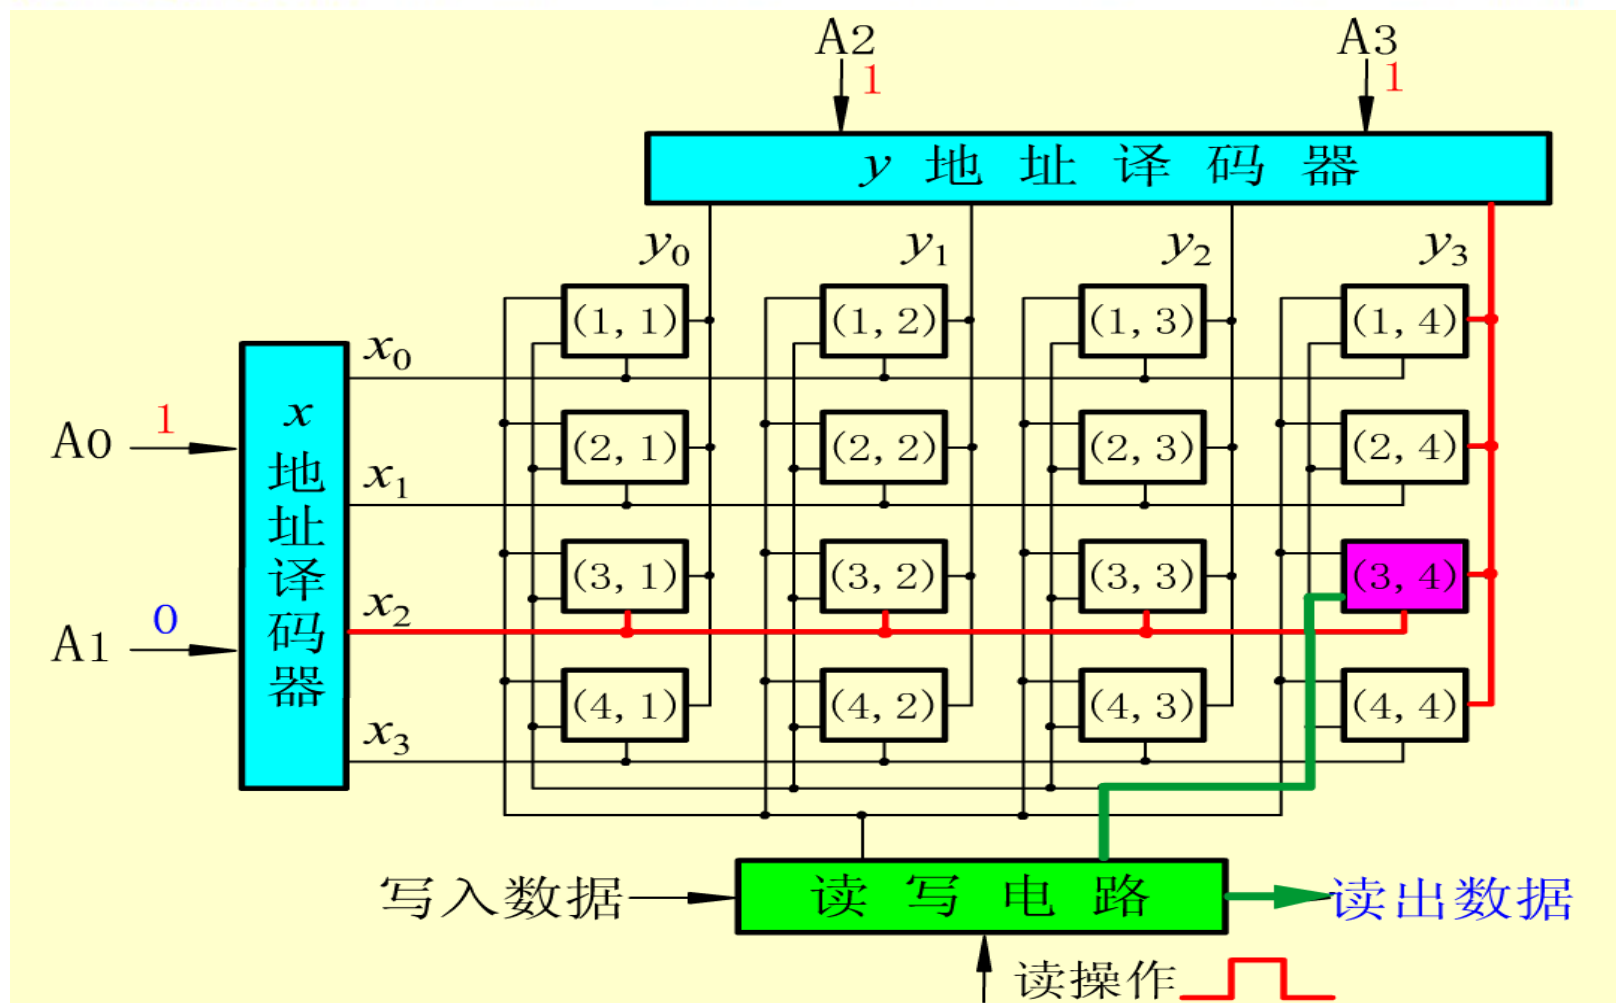 A2 A3
1 1
y 地址译码器
y0 y1 y2 y3
(1, 1) (1, 2) (1, 3) (1, 4)
x0
x地址译码器
A0 1
(2, 1) (2, 2) (2, 3) (2, 4)
x1
(3, 1) (3, 2) (3, 3) (3, 4)
x2
A1 0
(4, 1) (4, 2) (4, 3) (4, 4)
x3
写入数据 读写电路 读出数据
读操作